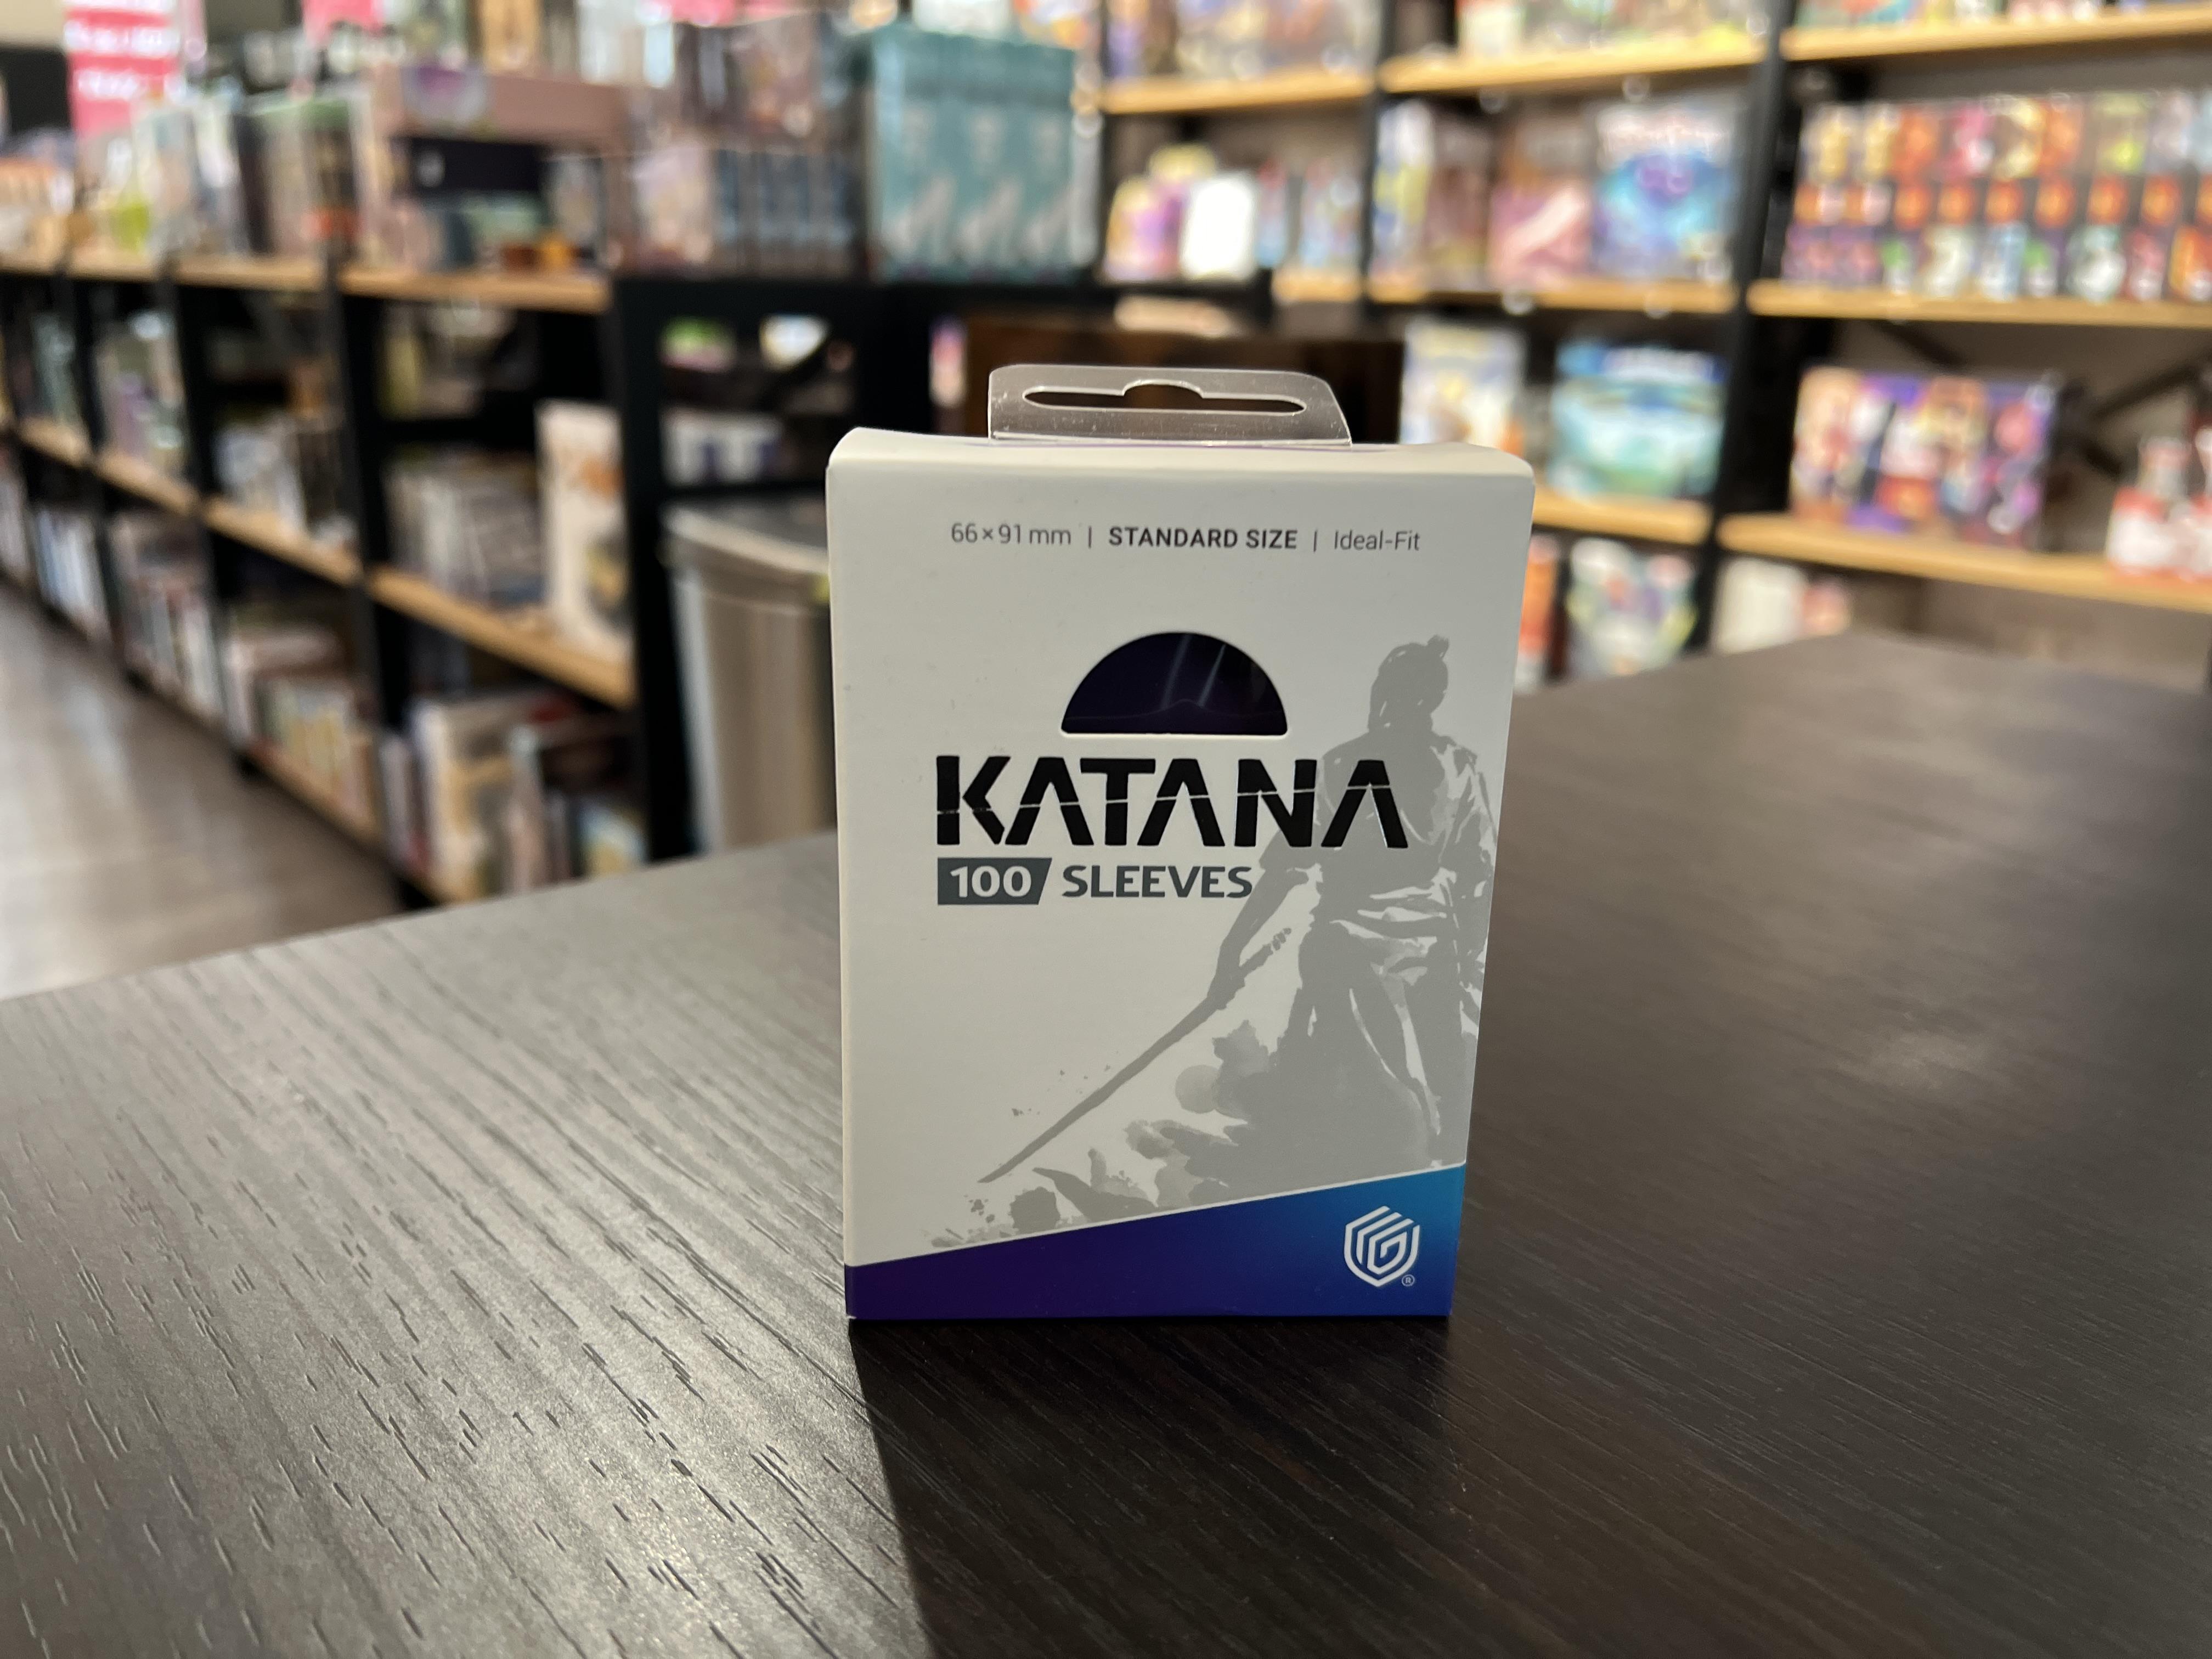 66×91 mm | STANDARD SIZE | Ideal-Fit
KATANA
100 SLEEVES
®